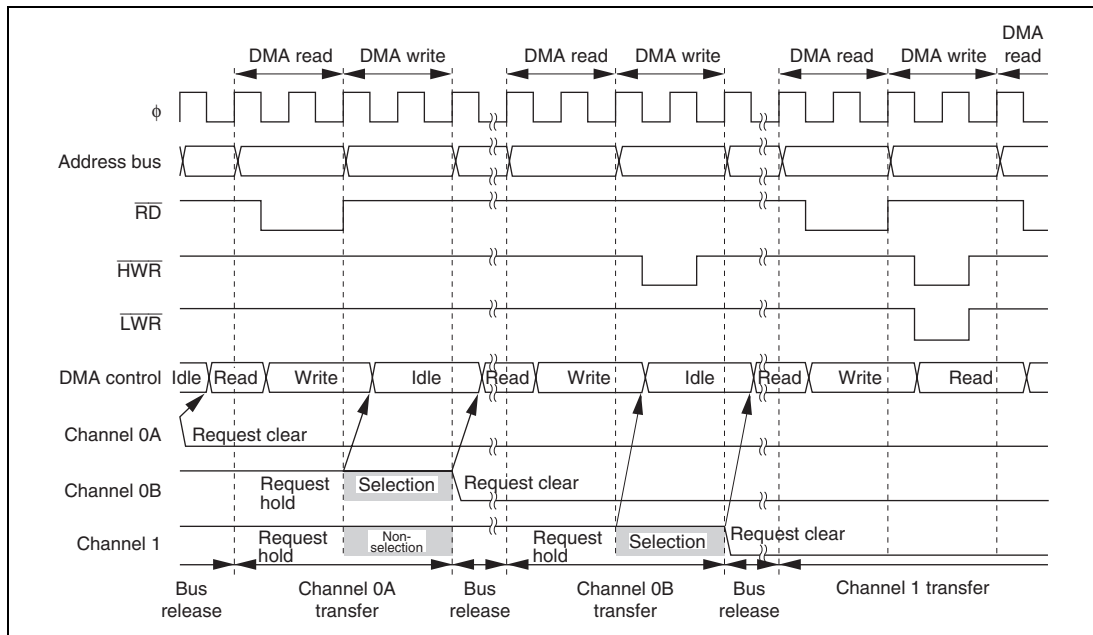 DMA read DMA write DMA read DMA write DMA read DMA write DMA
read
ϕ
Address bus
RD
HWR
LWR
DMA control Idle Read Write Idle Read Write Idle Read Write Read
Channel 0A Request clear
Channel 0B Request
hold Selection Request clear
Channel 1 Request
hold Non-
selection Request
hold Selection Request clear
Bus
release Channel 0A
transfer Bus
release Channel 0B
transfer Bus
release Channel 1 transfer